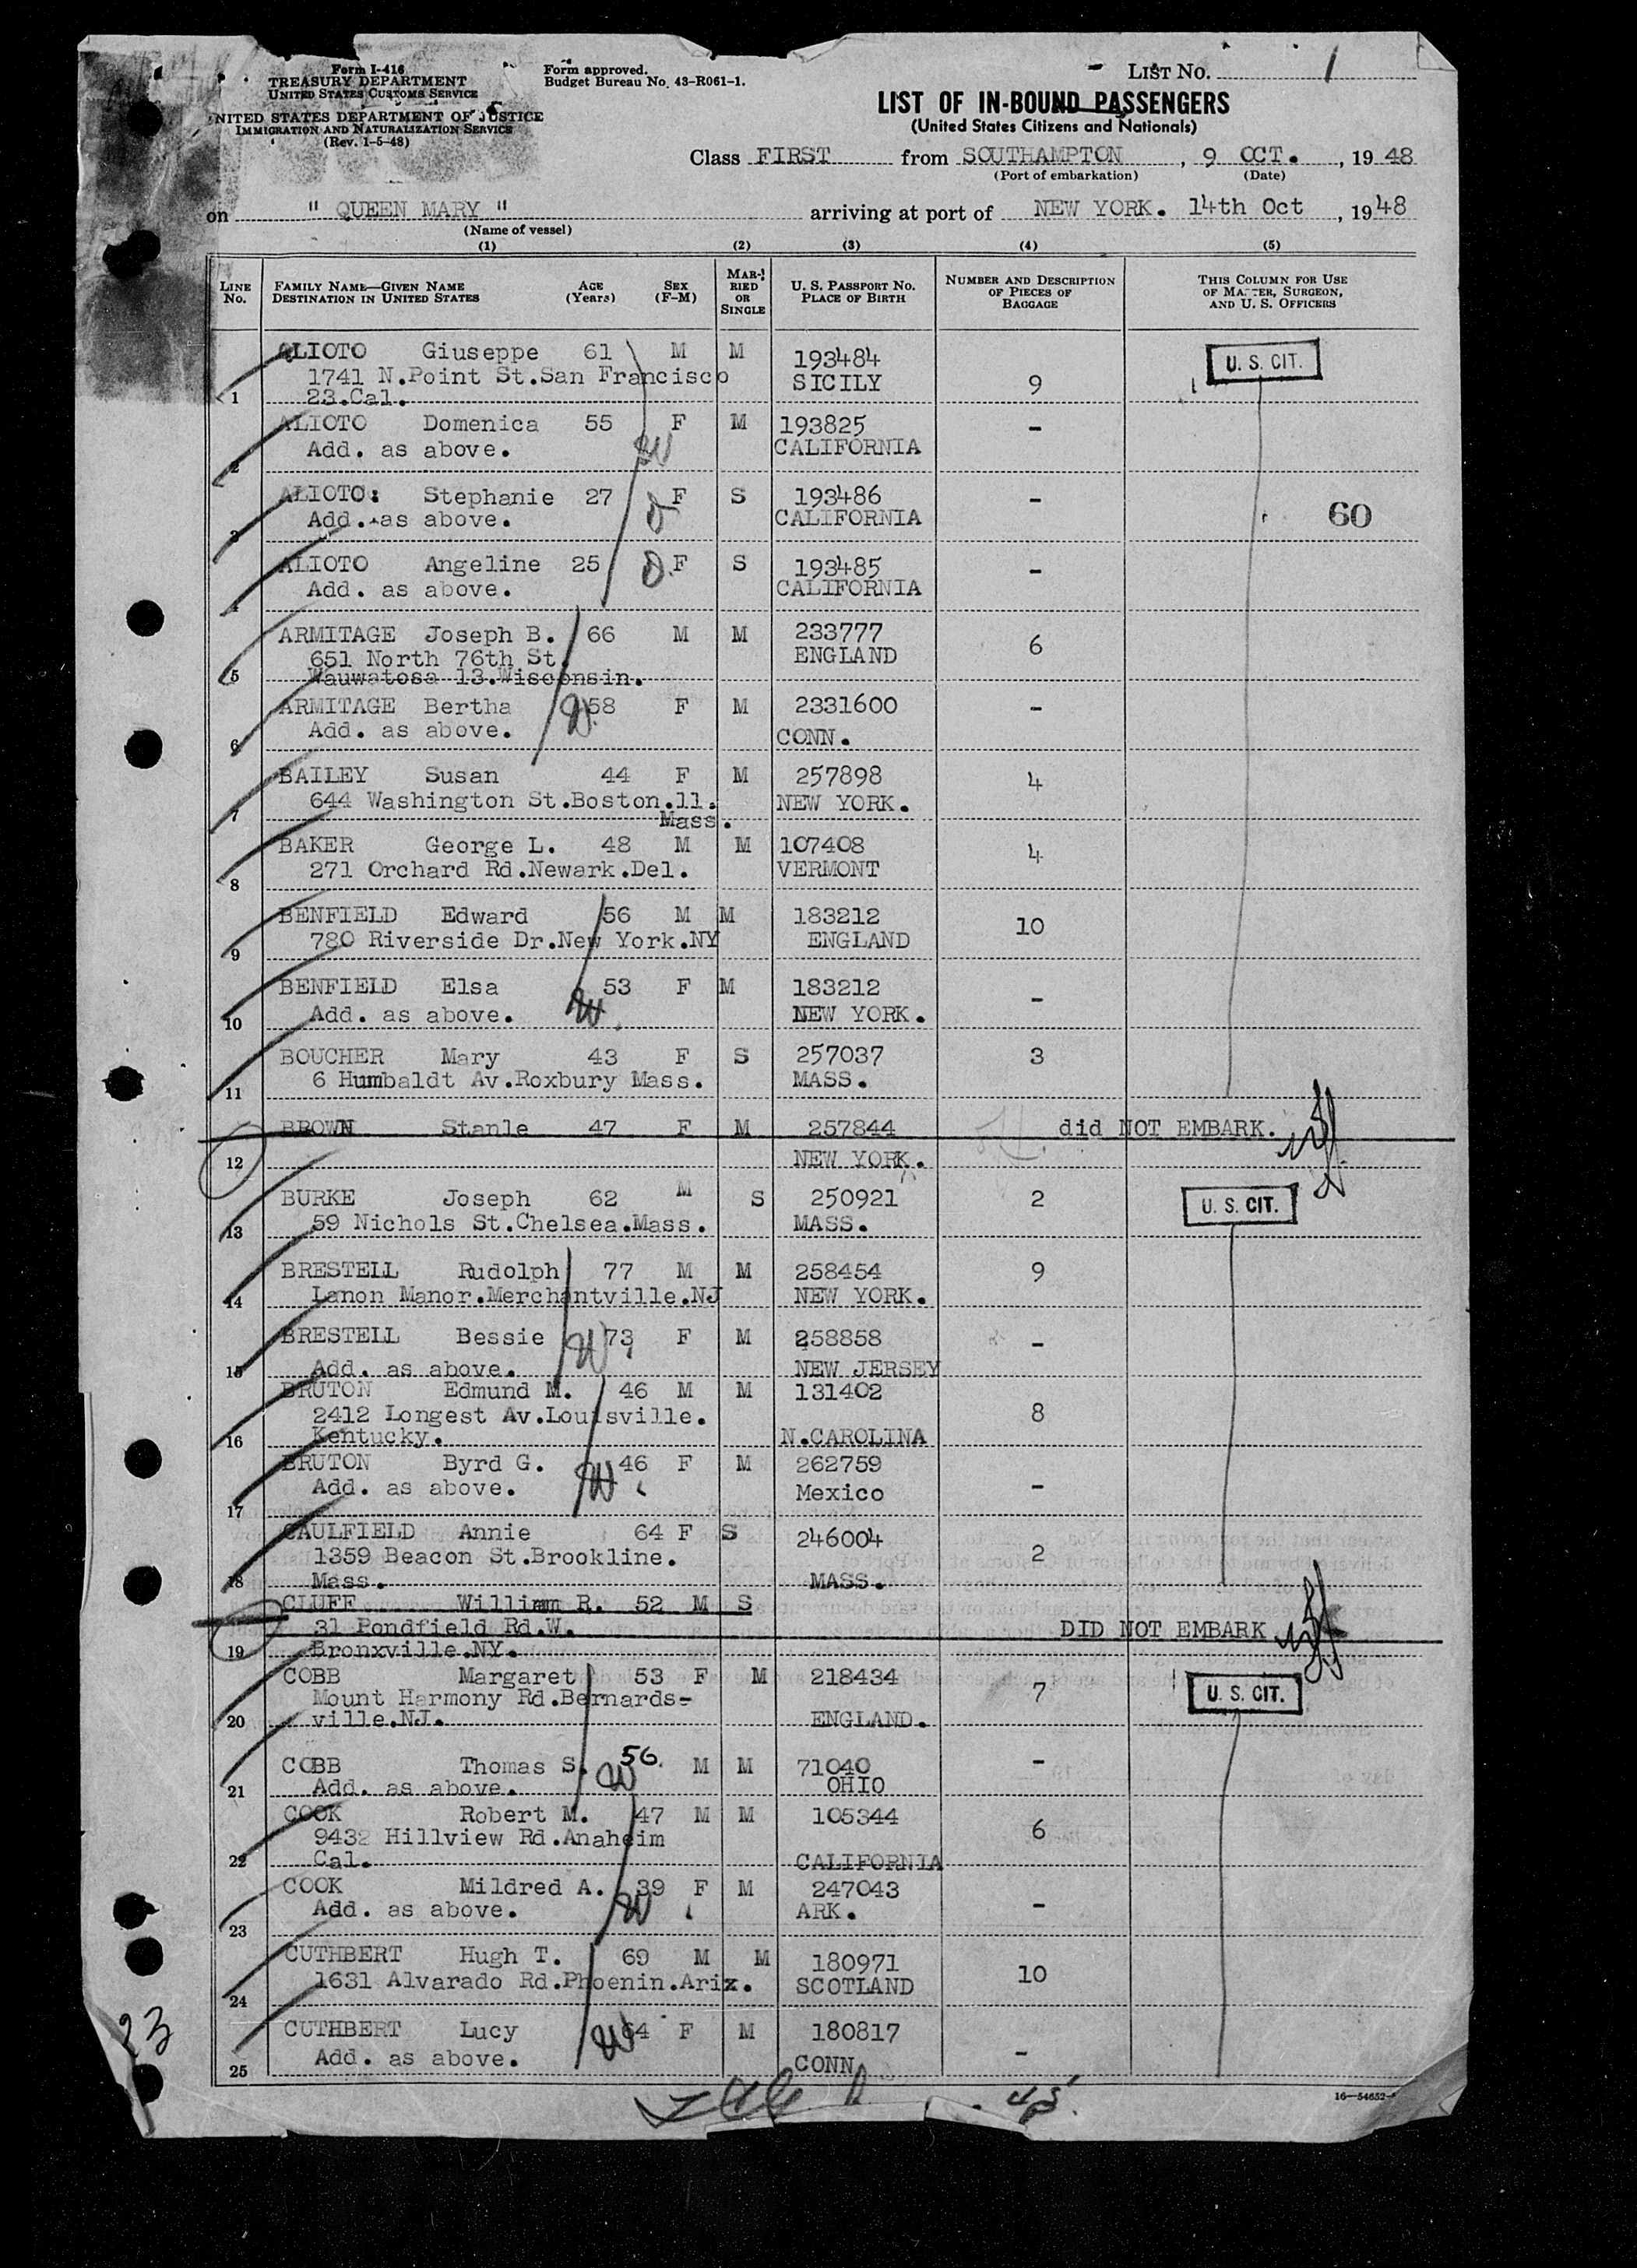 Form I-416
TREASURY DEPARTMENT
UNITED STATES CUSTOMS SERVICE
NITED STATES DEPARTMENT OF JUSTICE
IMMIGRATION AND NATURALIZATION SERVICE
(Rev. 1-5-48)
Form approved.
Budget Bureau No. 43-R061-1.
LIST No. 1
LIST OF IN-BOUND PASSENGERS
(United States Citizens and Nationals)
Class FIRST from SOUTHAMPTON , 9 OCT. , 19 48
(Port of embarkation) (Date)
on " QUEEN MARY " arriving at port of NEW YORK. 14th Oct , 19 48
(Name of vessel)
(1) (2) (3) (4) (5)
LINE No. FAMILY NAME—GIVEN NAME DESTINATION IN UNITED STATES AGE (Years) SEX (F-M) MAR-RIED OR SINGLE U. S. PASSPORT No. PLACE OF BIRTH NUMBER AND DESCRIPTION OF PIECES OF BAGGAGE THIS COLUMN FOR USE OF MASTER, SURGEON, AND U. S. OFFICERS
ALIOTO Giuseppe 61 M M 193484 U. S. CIT.
1741 N.Point St.San Francisco SICILY 9
1 23.Cal.
ALIOTO Domenica 55 F M 193825 -
Add. as above. CALIFORNIA
2
ALIOTO: Stephanie 27 F S 193486 -
Add. as above. CALIFORNIA 60
3
ALIOTO Angeline 25 F S 193485 -
Add. as above. CALIFORNIA
4
ARMITAGE Joseph B. 66 M M 233777 6
651 North 76th St. ENGLAND
5 Wauwatosa 13.Wisconsin.
ARMITAGE Bertha 58 F M 2331600 -
Add. as above. CONN.
6
BAILEY Susan 44 F M 257898 4
644 Washington St.Boston.11. NEW YORK.
7 Mass.
BAKER George L. 48 M M 107408 4
271 Orchard Rd.Newark.Del. VERMONT
8
BENFIELD Edward 56 M M 183212 10
780 Riverside Dr.New York.NY ENGLAND
9
BENFIELD Elsa 53 F M 183212 -
Add. as above. NEW YORK.
10
BOUCHER Mary 43 F S 257037 3
6 Humbaldt Av.Roxbury Mass. MASS.
11
BROWN Stanle 47 F M 257844 did NOT EMBARK.
12 NEW YORK.
BURKE Joseph 62 M S 250921 2 U. S. CIT.
59 Nichols St.Chelsea.Mass. MASS.
13
BRESTELL Rudolph 77 M M 258454 9
Lanon Manor.Merchantville.NJ NEW YORK.
14
BRESTELL Bessie 73 F M 258858 -
15 Add. as above. NEW JERSEY
BRUTON Edmund M. 46 M M 131402
2412 Longest Av.Louisville. 8
16 Kentucky. N.CAROLINA
BRUTON Byrd G. 46 F M 262759
Add. as above. Mexico -
17
CAULFIELD Annie 64 F S 246004
1359 Beacon St.Brookline. 2
18 Mass. MASS.
CLUFF William R. 52 M S
31 Pondfield Rd.W. DID NOT EMBARK
19 Bronxville.NY.
COBB Margaret 53 F M 218434
Mount Harmony Rd.Bernards- 7 U. S. CIT.
20 ville.NJ. ENGLAND.
COBB Thomas S. 56. M M 71040 -
21 Add. as above. OHIO
COOK Robert M. 47 M M 105344
9432 Hillview Rd.Anaheim 6
22 Cal. CALIFORNIA
COOK Mildred A. 39 F M 247043
Add. as above. ARK. -
23
CUTHBERT Hugh T. 69 M M 180971
1631 Alvarado Rd.Phoenin.Ariz. SCOTLAND 10
24
CUTHBERT Lucy 64 F M 180817
Add. as above. CONN -
25
23